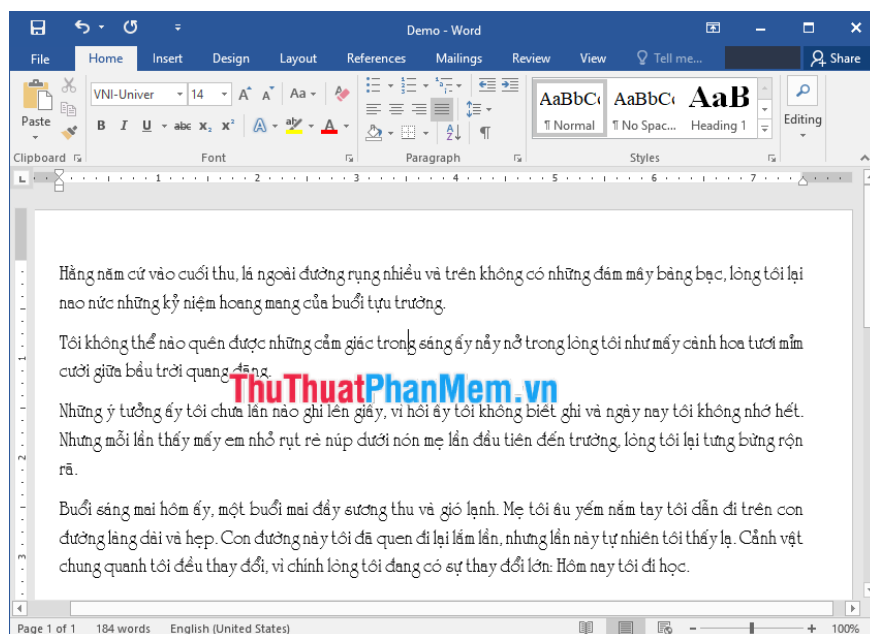 Demo - Word
File Home Insert Design Layout References Mailings Review View Tell me... Share
Paste
VNI-Univer 14 A A Aa
B I U abc X₂ X² A aby A
AaBbCc AaBbCc AaB
¶ Normal ¶ No Spac... Heading 1
Editing
Clipboard Font Paragraph Styles
1 2 3 4 5 6 7
Hằng năm cứ vào cuối thu, lá ngoài đường rụng nhiều và trên không có những đám mây bàng bạc, lòng tôi lại
nao nức những kỷ niệm hoang mang của buổi tựu trường.
Tôi không thể nào quên được những cảm giác trong sáng ấy nảy nở trong lòng tôi như mấy cành hoa tươi mỉm
cười giữa bầu trời quang đãng.
ThuThuatPhanMem.vn
Những ý tưởng ấy tôi chưa lần nào ghi lên giấy, vì hồi ấy tôi không biết ghi và ngày nay tôi không nhớ hết.
Nhưng mỗi lần thấy mấy em nhỏ rụt rè núp dưới nón mẹ lần đầu tiên đến trường, lòng tôi lại tưng bừng rộn
rã.
Buổi sáng mai hôm ấy, một buổi mai đầy sương thu và gió lạnh. Mẹ tôi âu yếm nắm tay tôi dẫn đi trên con
đường làng dài và hẹp. Con đường này tôi đã quen đi lại lắm lần, nhưng lần này tự nhiên tôi thấy lạ. Cảnh vật
chung quanh tôi đều thay đổi, vì chính lòng tôi đang có sự thay đổi lớn: Hôm nay tôi đi học.
Page 1 of 1 184 words English (United States) 100%